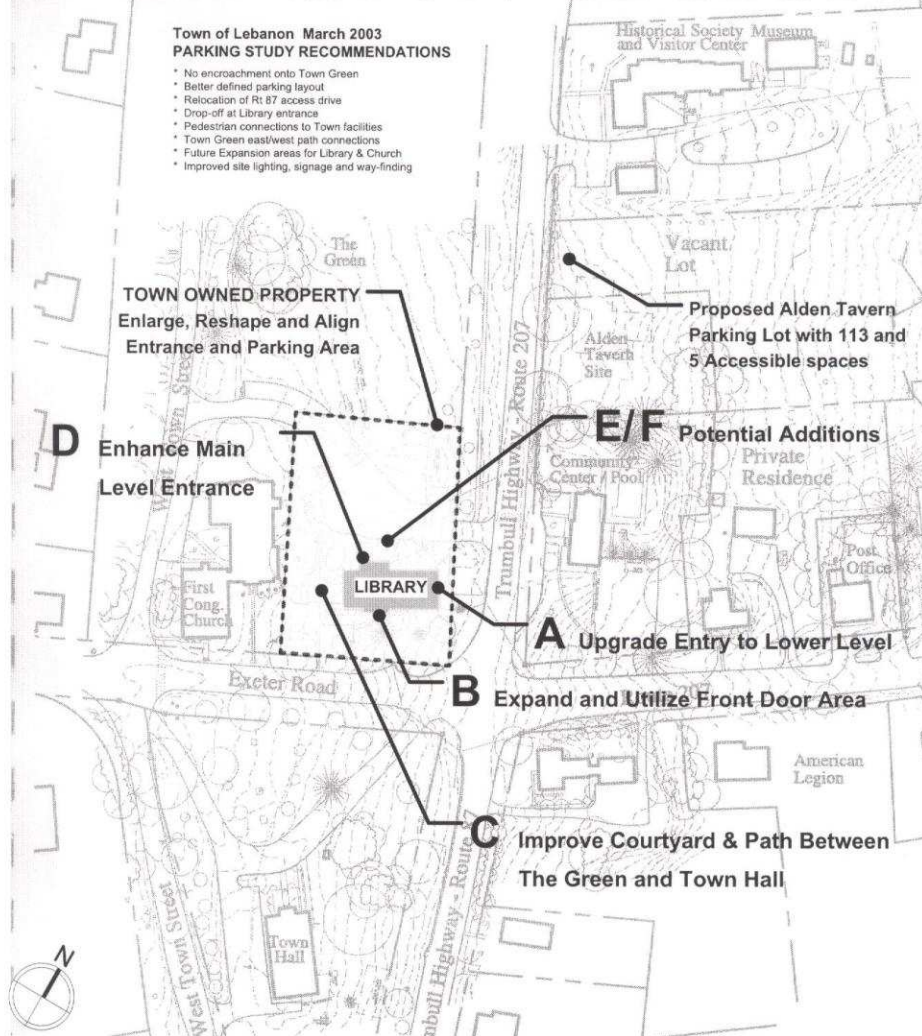 Town of Lebanon  March 2003
PARKING STUDY RECOMMENDATIONS
* No encroachment onto Town Green
* Better defined parking layout
* Relocation of Rt 87 access drive
* Drop-off at Library entrance
* Pedestrian connections to Town facilities
* Town Green east/west path connections
* Future Expansion areas for Library & Church
* Improved site lighting, signage and way-finding
Historical Society Museum
and Visitor Center
The
Green
Vacant
Lot
TOWN OWNED PROPERTY
Enlarge, Reshape and Align
Entrance and Parking Area
Proposed Alden Tavern
Parking Lot with 113 and
5 Accessible spaces
Alden
Tavern
Site
Trumbull Highway - Route 207
West Town Street
D Enhance Main
Level Entrance
E/F Potential Additions
Community
Center / Pool
Private
Residence
Post
Office
First
Cong.
Church
LIBRARY
A Upgrade Entry to Lower Level
Exeter Road
B Expand and Utilize Front Door Area
207
American
Legion
C Improve Courtyard & Path Between
The Green and Town Hall
Town
Hall
West Town Street
Trumbull Highway - Route
N